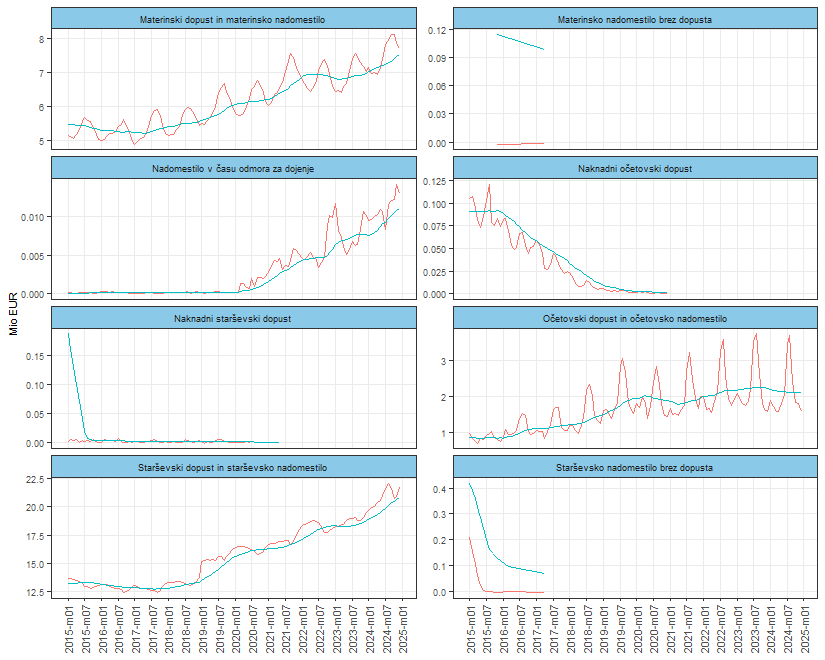 Materinski dopust in materinsko nadomestilo
Materinsko nadomestilo brez dopusta
8
7
6
5
0.12
0.09
0.06
0.03
0.00
Nadomestilo v času odmora za dojenje
Naknadni očetovski dopust
0.010
0.005
0.000
0.125
0.100
0.075
0.050
0.025
0.000
Mio EUR
Naknadni starševski dopust
Očetovski dopust in očetovsko nadomestilo
0.15
0.10
0.05
0.00
3
2
1
Starševski dopust in starševsko nadomestilo
Starševsko nadomestilo brez dopusta
22.5
20.0
17.5
15.0
12.5
0.4
0.3
0.2
0.1
0.0
2015-m01
2015-m07
2016-m01
2016-m07
2017-m01
2017-m07
2018-m01
2018-m07
2019-m01
2019-m07
2020-m01
2020-m07
2021-m01
2021-m07
2022-m01
2022-m07
2023-m01
2023-m07
2024-m01
2024-m07
2025-m01
2015-m01
2015-m07
2016-m01
2016-m07
2017-m01
2017-m07
2018-m01
2018-m07
2019-m01
2019-m07
2020-m01
2020-m07
2021-m01
2021-m07
2022-m01
2022-m07
2023-m01
2023-m07
2024-m01
2024-m07
2025-m01